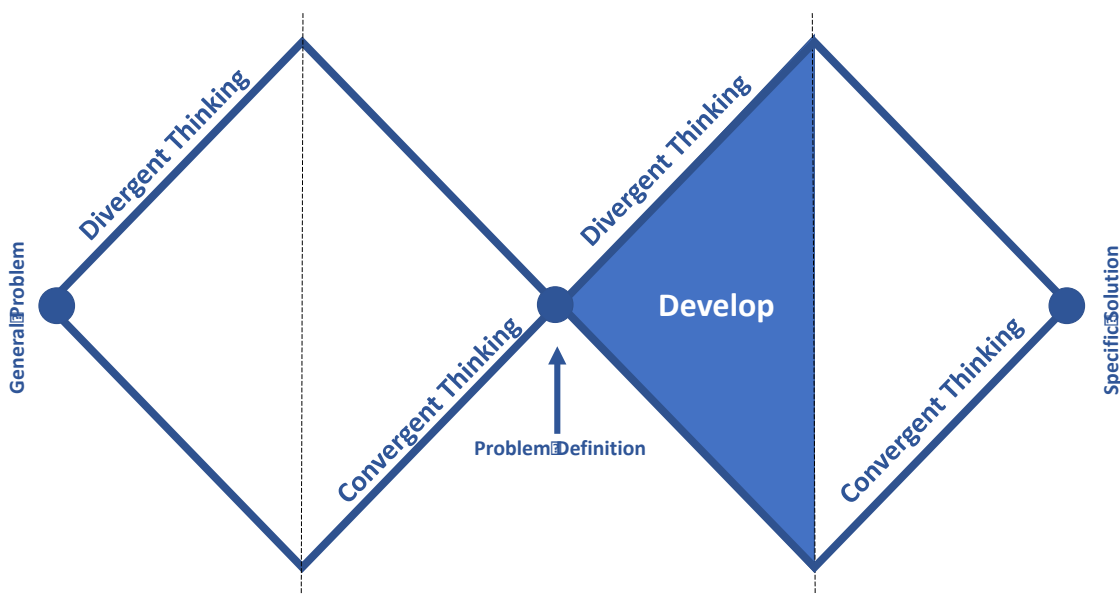 Divergent Thinking
Divergent Thinking
General Problem
Develop
Specific Solution
Convergent Thinking
Convergent Thinking
Problem Definition